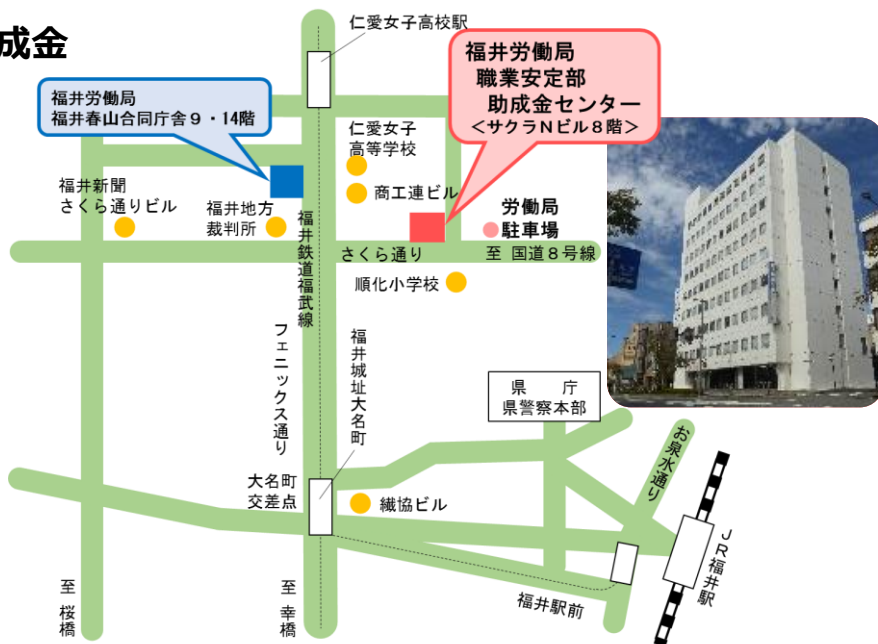 成金
仁愛女子高校駅
福井労働局
職業安定部
助成金センター
<サクラNビル8階>
福井労働局
福井春山合同庁舎9・14階
仁愛女子
高等学校
商工連ビル
福井新聞
さくら通りビル
福井地方
裁判所
労働局
駐車場
福井鉄道福武線
さくら通り
至 国道8号線
順化小学校
フェニックス通り
福井城址大名町
県 庁
県警察本部
お泉水通り
大名町
交差点
繊協ビル
JR福井駅
福井駅前
至 桜橋
至 幸橋